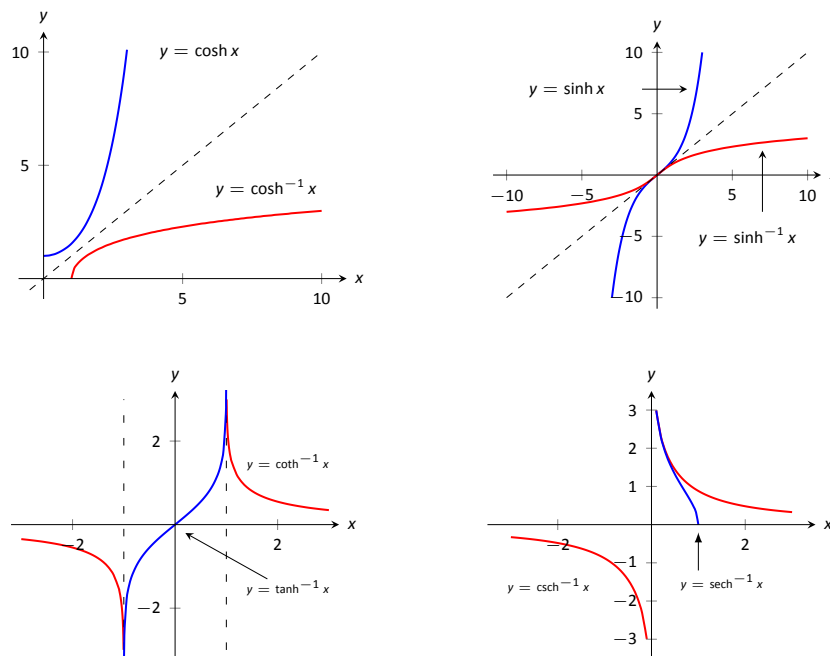 y
10
y = cosh x
5
y = cosh⁻¹ x
x
5
10
y
10
y = sinh x
5
−10
−5
5
10
−5
y = sinh⁻¹ x
−10
y
2
y = coth⁻¹ x
x
−2
2
y = tanh⁻¹ x
−2
y
3
2
1
x
−2
2
−1
y = csch⁻¹ x
y = sech⁻¹ x
−2
−3